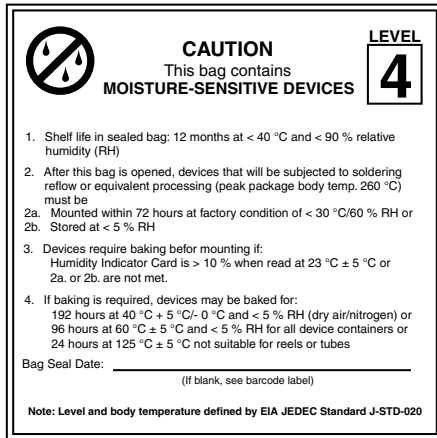 LEVEL
CAUTION
4
This bag contains
MOISTURE-SENSITIVE DEVICES
1. Shelf life in sealed bag: 12 months at < 40 °C and < 90 % relative
humidity (RH)
2. After this bag is opened, devices that will be subjected to soldering
reflow or equivalent processing (peak package body temp. 260 °C)
must be
2a. Mounted within 72 hours at factory condition of < 30 °C/60 % RH or
2b. Stored at < 5 % RH
3. Devices require baking befor mounting if:
Humidity Indicator Card is > 10 % when read at 23 °C ± 5 °C or
2a. or 2b. are not met.
4. If baking is required, devices may be baked for:
192 hours at 40 °C + 5 °C/- 0 °C and < 5 % RH (dry air/nitrogen) or
96 hours at 60 °C ± 5 °C and < 5 % RH for all device containers or
24 hours at 125 °C ± 5 °C not suitable for reels or tubes
Bag Seal Date:
(If blank, see barcode label)
Note: Level and body temperature defined by EIA JEDEC Standard J-STD-020